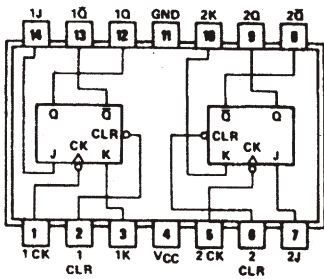 1J 1Q̅ 1Q GND 2K 2Q 2Q̅
14 13 12 11 10 9 8
Q Q̅ Q̅ Q
CLR CLR
CK CK
J K K J
1 2 3 4 5 6 7
1 CK 1 1K VCC 2 CK 2 2J
CLR CLR